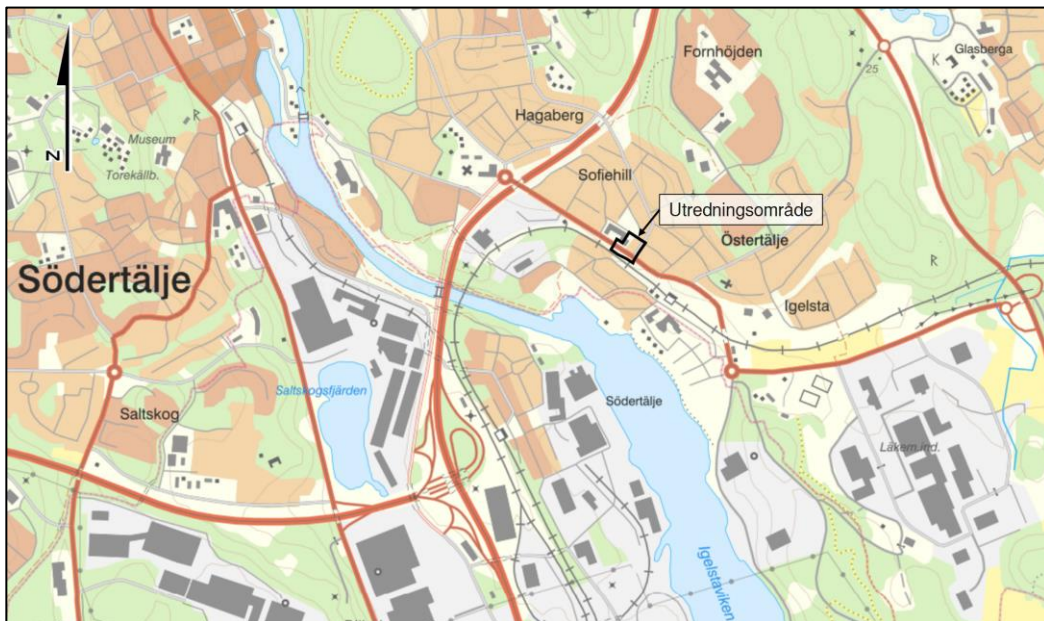 Fornhöjden
Glasberga
K
25
N
Hagaberg
R
Museum
Torekällb.
Sofiehill
Utredningsområde
Östertälje
R
Södertälje
Igelsta
Saltskogsfjärden
Södertälje
Saltskog
Läkem.ind.
Igelstaviken